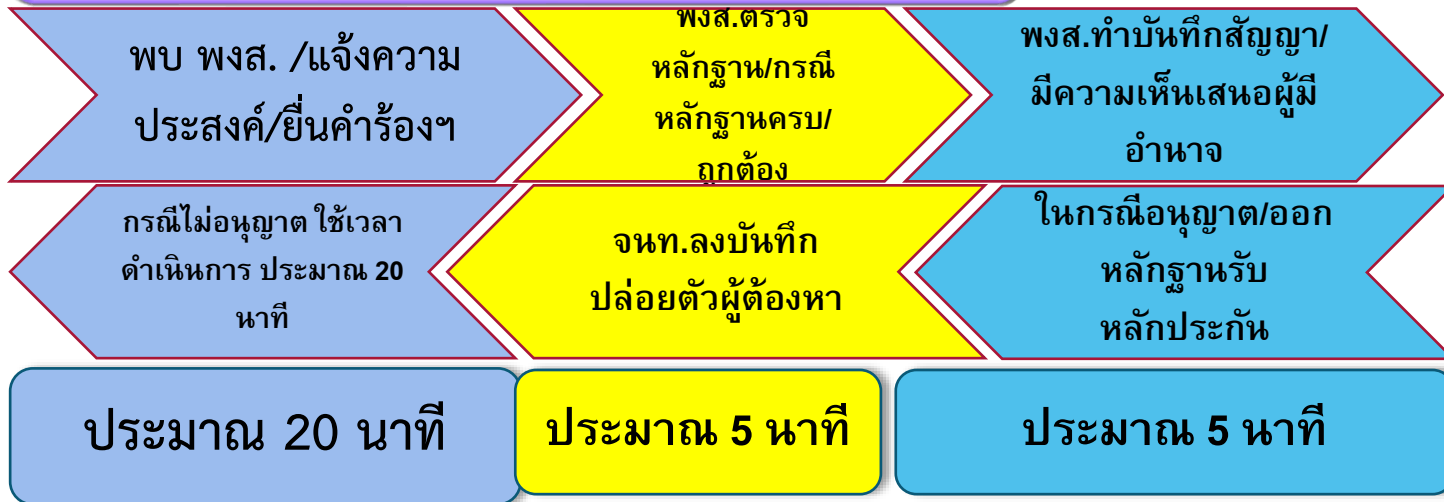 พบ พงส. /แจ้งความ
ประสงค์/ยื่นคำร้องฯ
พงส.ตรวจ
หลักฐาน/กรณี
หลักฐานครบ/
ถูกต้อง
พงส.ทำบันทึกสัญญา/
มีความเห็นเสนอผู้มี
อำนาจ
กรณีไม่อนุญาต ใช้เวลา
ดำเนินการ ประมาณ 20
นาที
จนท.ลงบันทึก
ปล่อยตัวผู้ต้องหา
ในกรณีอนุญาต/ออก
หลักฐานรับ
หลักประกัน
ประมาณ 20 นาที
ประมาณ 5 นาที
ประมาณ 5 นาที